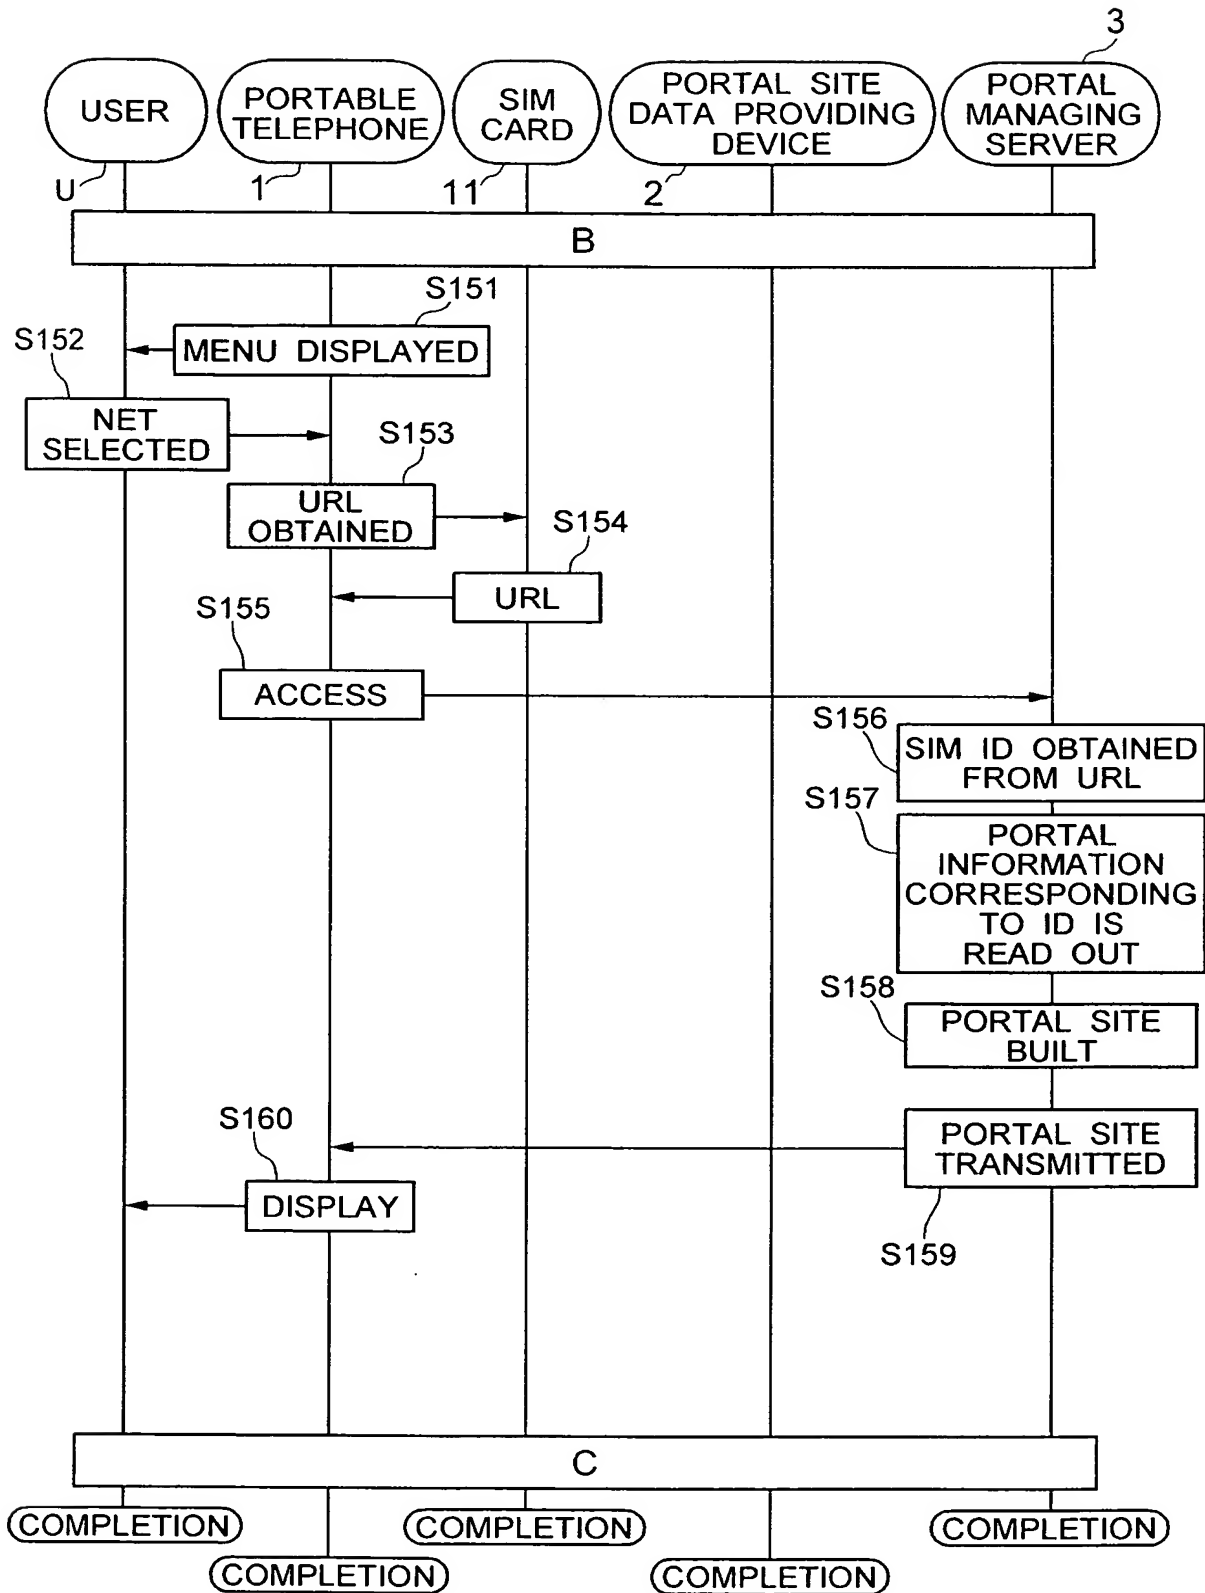 3
USER
PORTABLE
TELEPHONE
SIM
CARD
PORTAL SITE
DATA PROVIDING
DEVICE
PORTAL
MANAGING
SERVER
U
1
11
2
B
S151
MENU DISPLAYED
S152
NET
SELECTED
S153
URL
OBTAINED
S154
URL
S155
ACCESS
S156
SIM ID OBTAINED
FROM URL
S157
PORTAL
INFORMATION
CORRESPONDING
TO ID IS
READ OUT
S158
PORTAL SITE
BUILT
S160
PORTAL SITE
TRANSMITTED
DISPLAY
S159
C
COMPLETION
COMPLETION
COMPLETION
COMPLETION
COMPLETION